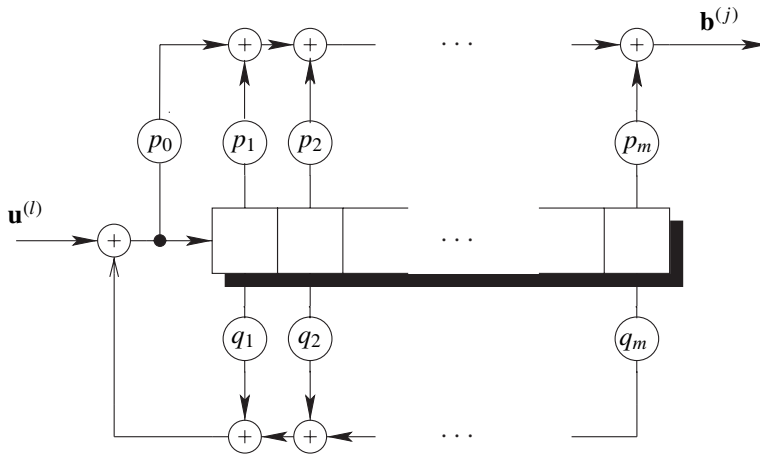 + + · · · + b^{(j)}
p_0 p_1 p_2 p_m
u^{(l)} + · · ·
q_1 q_2 q_m
+ + · · ·